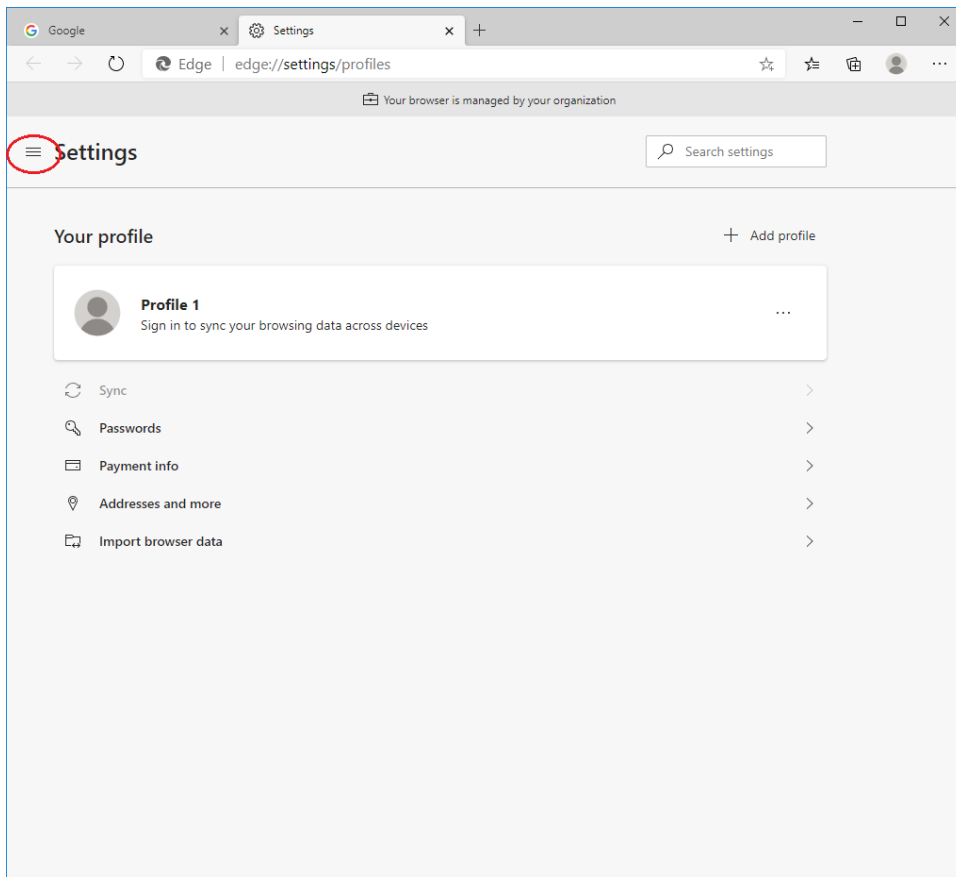 Google
Settings
Edge | edge://settings/profiles
Your browser is managed by your organization
Settings
Search settings
Your profile
Add profile
Profile 1
Sign in to sync your browsing data across devices
Sync
Passwords
Payment info
Addresses and more
Import browser data